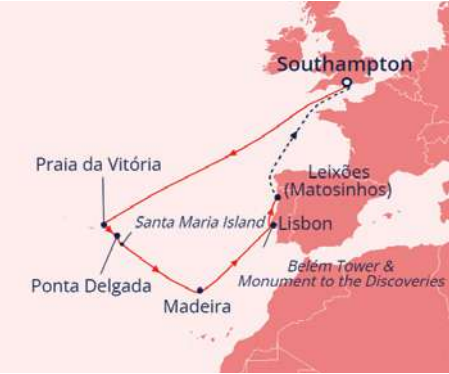 Southampton
Praia da Vitória
Leixões
(Matosinhos)
Santa Maria Island
Lisbon
Ponta Delgada
Belém Tower &
Monument to the Discoveries
Madeira